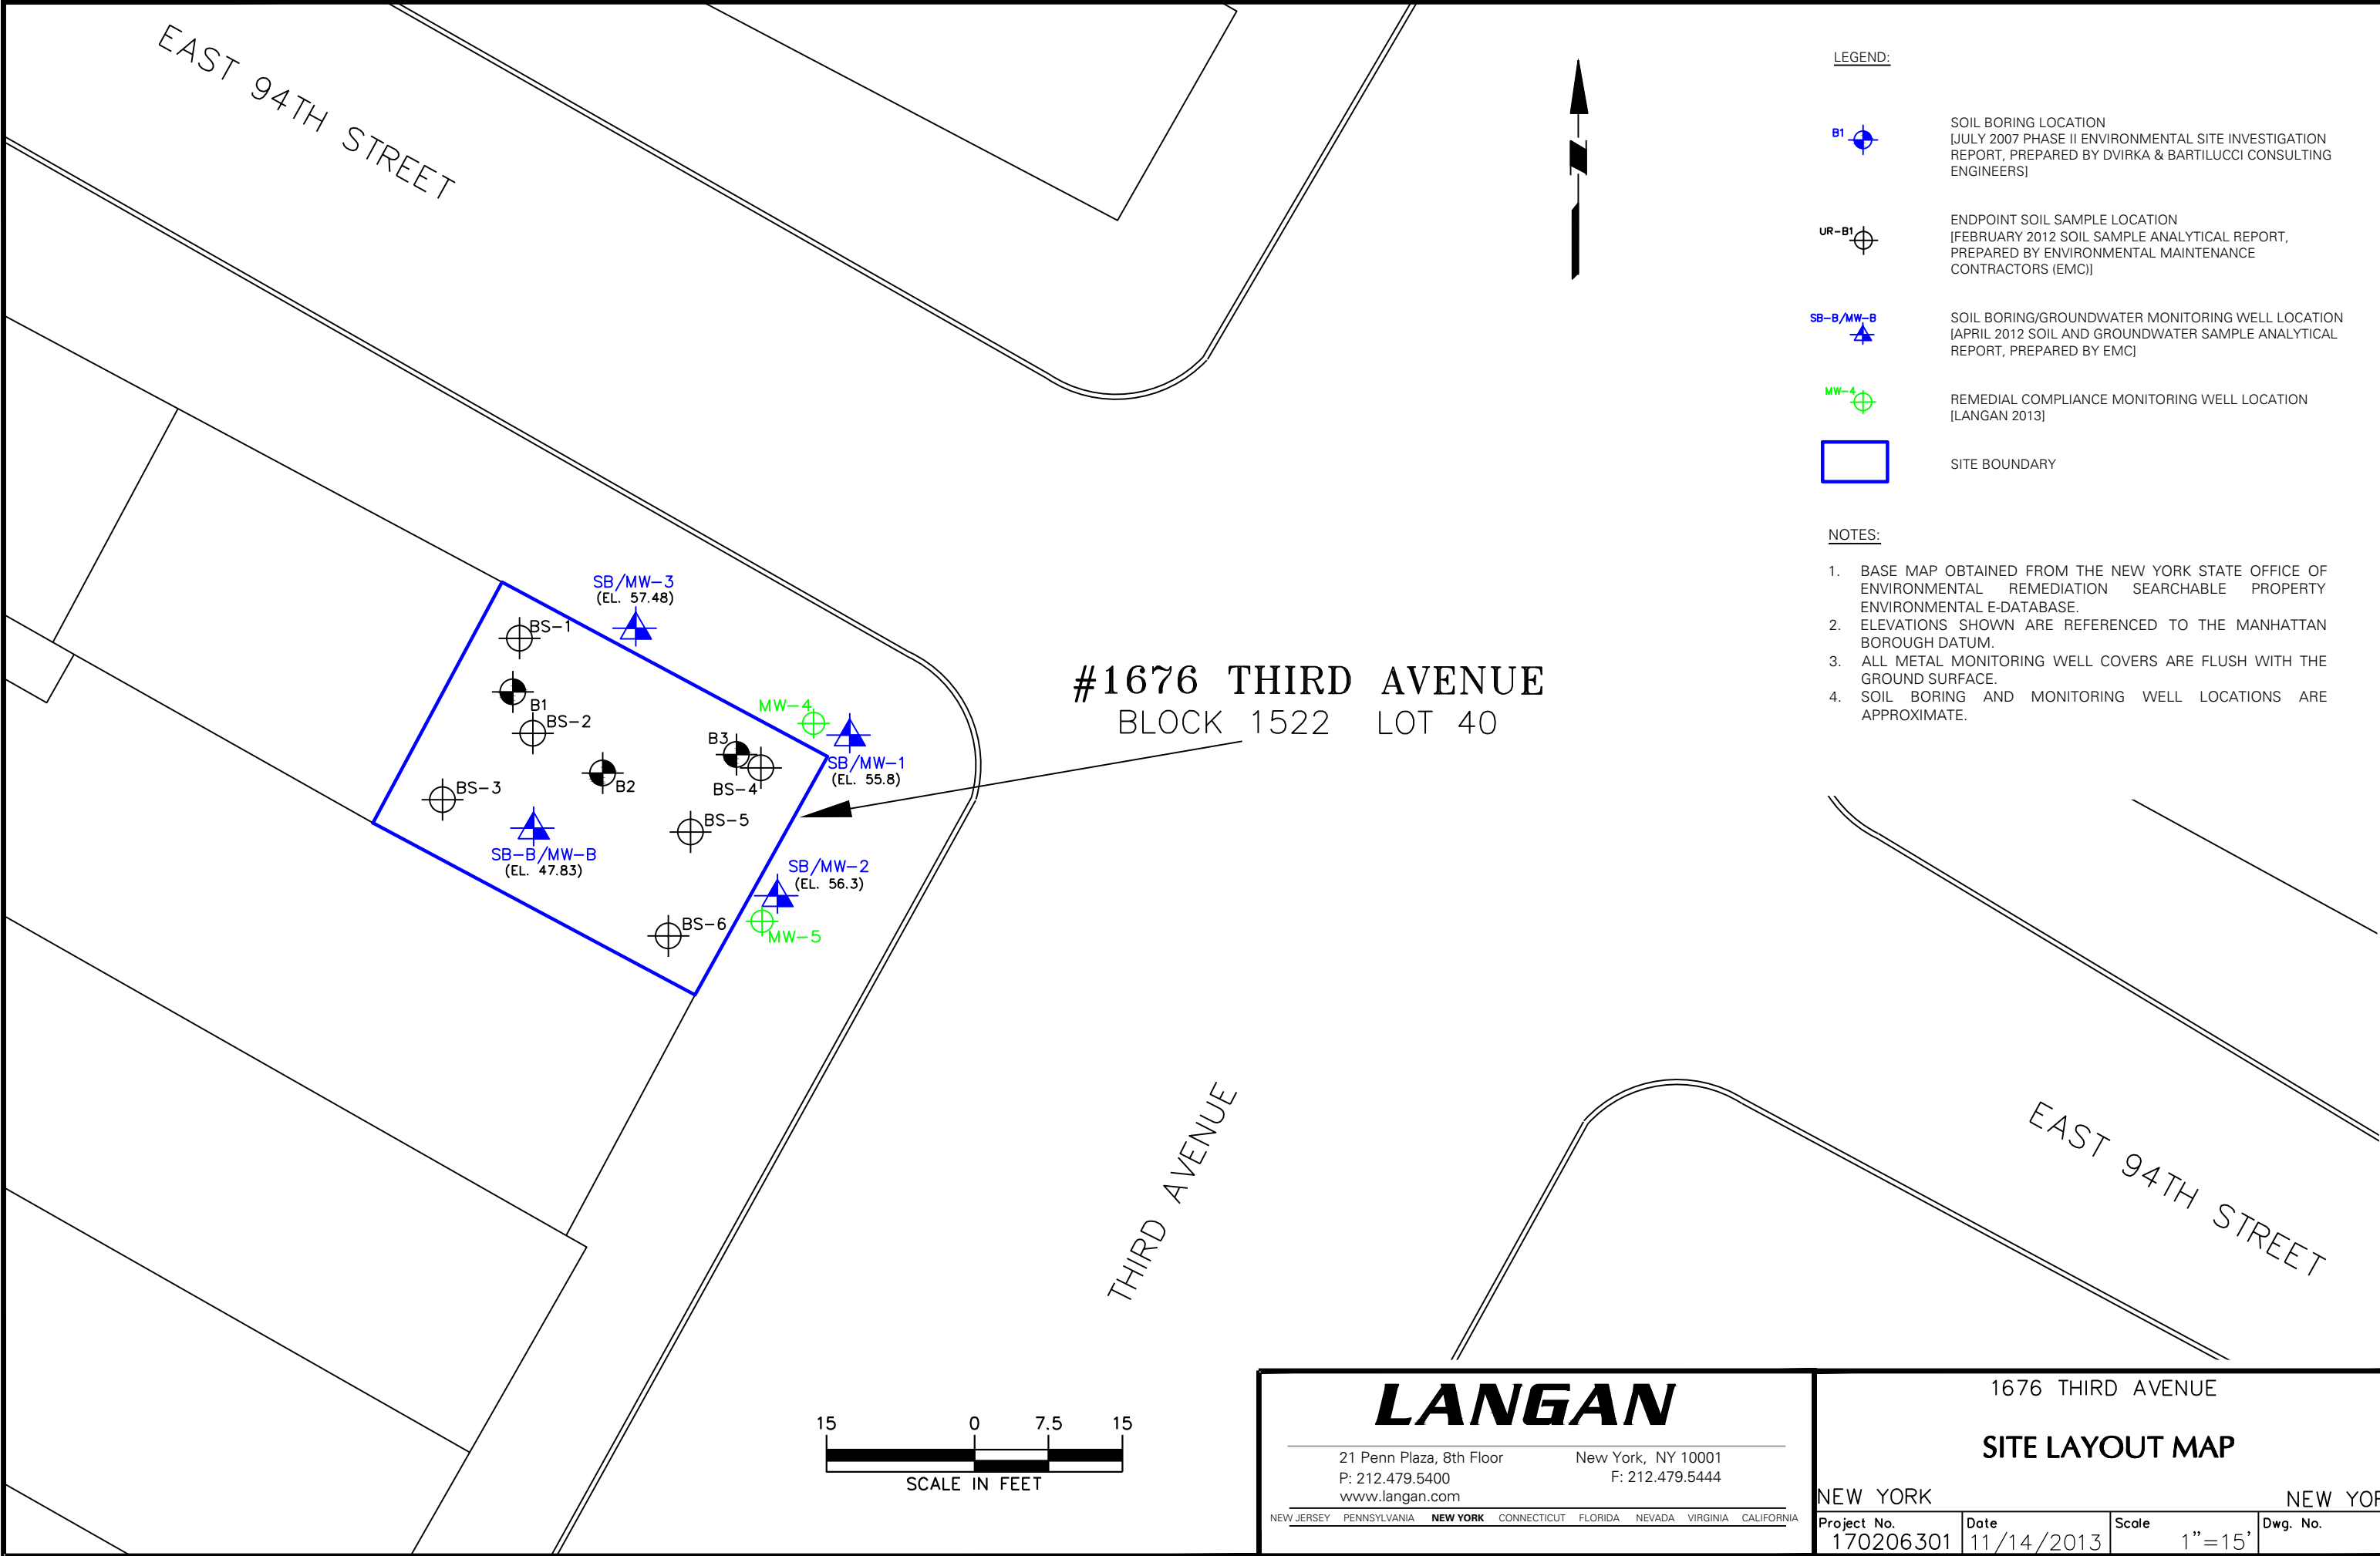 EAST 94TH STREET
LEGEND:
B1
SOIL BORING LOCATION
[JULY 2007 PHASE II ENVIRONMENTAL SITE INVESTIGATION
REPORT, PREPARED BY DVIRKA & BARTILUCCI CONSULTING
ENGINEERS]
UR-B1
ENDPOINT SOIL SAMPLE LOCATION
[FEBRUARY 2012 SOIL SAMPLE ANALYTICAL REPORT,
PREPARED BY ENVIRONMENTAL MAINTENANCE
CONTRACTORS (EMC)]
SB-B/MW-B
SOIL BORING/GROUNDWATER MONITORING WELL LOCATION
[APRIL 2012 SOIL AND GROUNDWATER SAMPLE ANALYTICAL
REPORT, PREPARED BY EMC]
MW-4
REMEDIAL COMPLIANCE MONITORING WELL LOCATION
[LANGAN 2013]
SITE BOUNDARY
NOTES:
1. BASE MAP OBTAINED FROM THE NEW YORK STATE OFFICE OF
ENVIRONMENTAL REMEDIATION SEARCHABLE PROPERTY
ENVIRONMENTAL E-DATABASE.
2. ELEVATIONS SHOWN ARE REFERENCED TO THE MANHATTAN
BOROUGH DATUM.
3. ALL METAL MONITORING WELL COVERS ARE FLUSH WITH THE
GROUND SURFACE.
4. SOIL BORING AND MONITORING WELL LOCATIONS ARE
APPROXIMATE.
SB/MW-3
(EL. 57.48)
BS-1
B1
BS-2
MW-4
B3
SB/MW-1
(EL. 55.8)
BS-4
B2
BS-3
BS-5
SB-B/MW-B
(EL. 47.83)
SB/MW-2
(EL. 56.3)
BS-6
MW-5
#1676 THIRD AVENUE
BLOCK 1522 LOT 40
THIRD AVENUE
EAST 94TH STREET
15 0 7.5 15
SCALE IN FEET
LANGAN
21 Penn Plaza, 8th Floor New York, NY 10001
P: 212.479.5400 F: 212.479.5444
www.langan.com
NEW JERSEY PENNSYLVANIA NEW YORK CONNECTICUT FLORIDA NEVADA VIRGINIA CALIFORNIA
1676 THIRD AVENUE
SITE LAYOUT MAP
NEW YORK NEW YOR
Project No. Date Scale Dwg. No.
170206301 11/14/2013 1"=15'